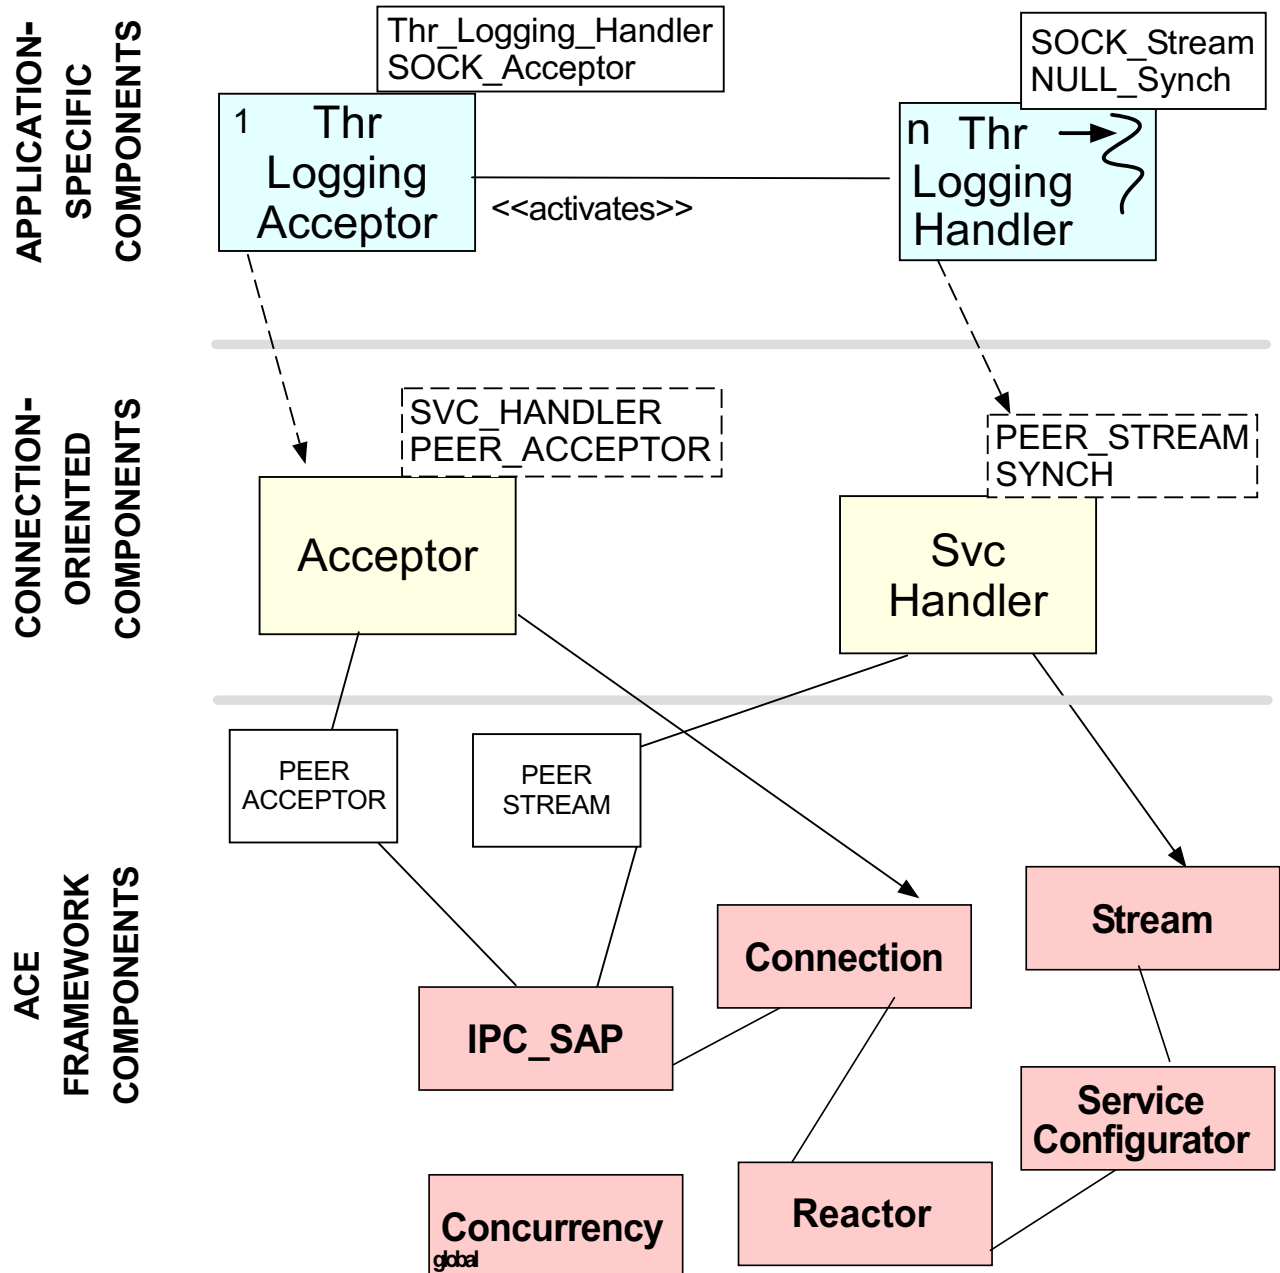 APPLICATION-
SPECIFIC
COMPONENTS
Thr_Logging_Handler
SOCK_Acceptor
SOCK_Stream
NULL_Synch
1
Thr
Logging
Acceptor
<<activates>>
n
Thr
Logging
Handler
CONNECTION-
ORIENTED
COMPONENTS
SVC_HANDLER
PEER_ACCEPTOR
PEER_STREAM
SYNCH
Acceptor
Svc
Handler
ACE
FRAMEWORK
COMPONENTS
PEER
ACCEPTOR
PEER
STREAM
Stream
Connection
IPC_SAP
Service
Configurator
Reactor
Concurrency
global